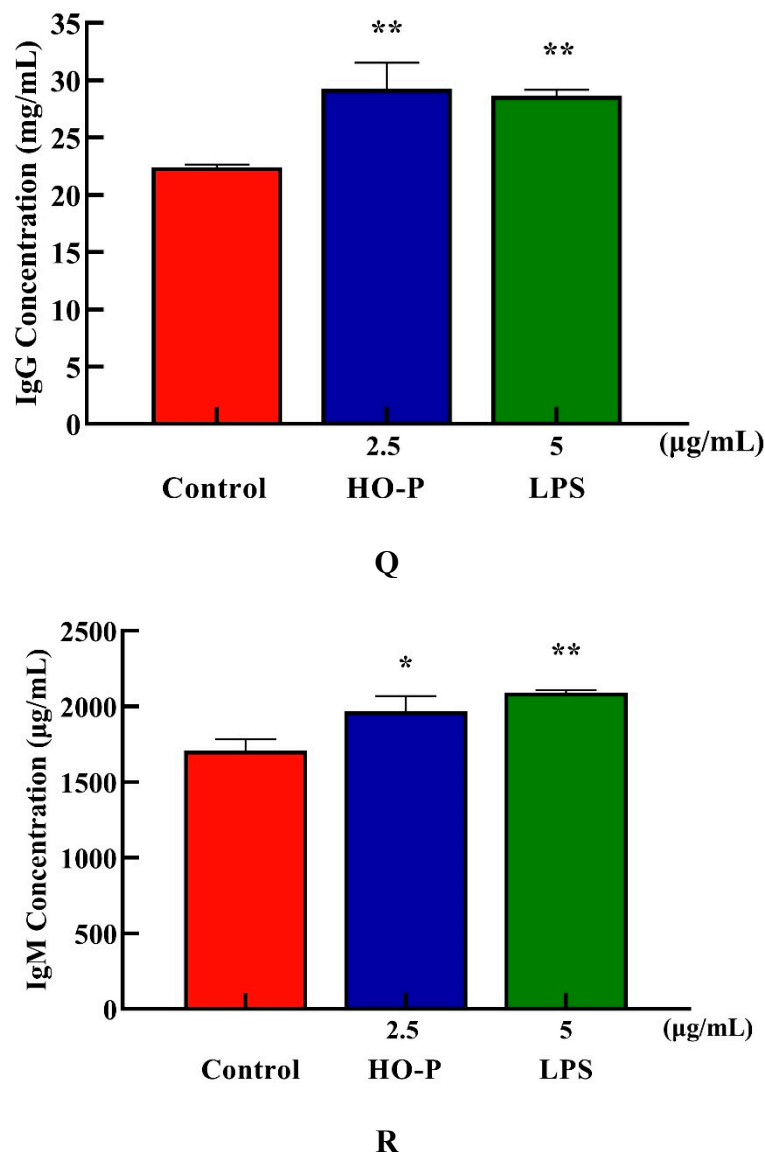 IgG Concentration (mg/mL)
35
30
25
20
15
10
5
0
**
**
2.5
5
(μg/mL)
Control
HO-P
LPS
Q
IgM Concentration (μg/mL)
2500
2000
1500
1000
500
0
*
**
2.5
5
(μg/mL)
Control
HO-P
LPS
R